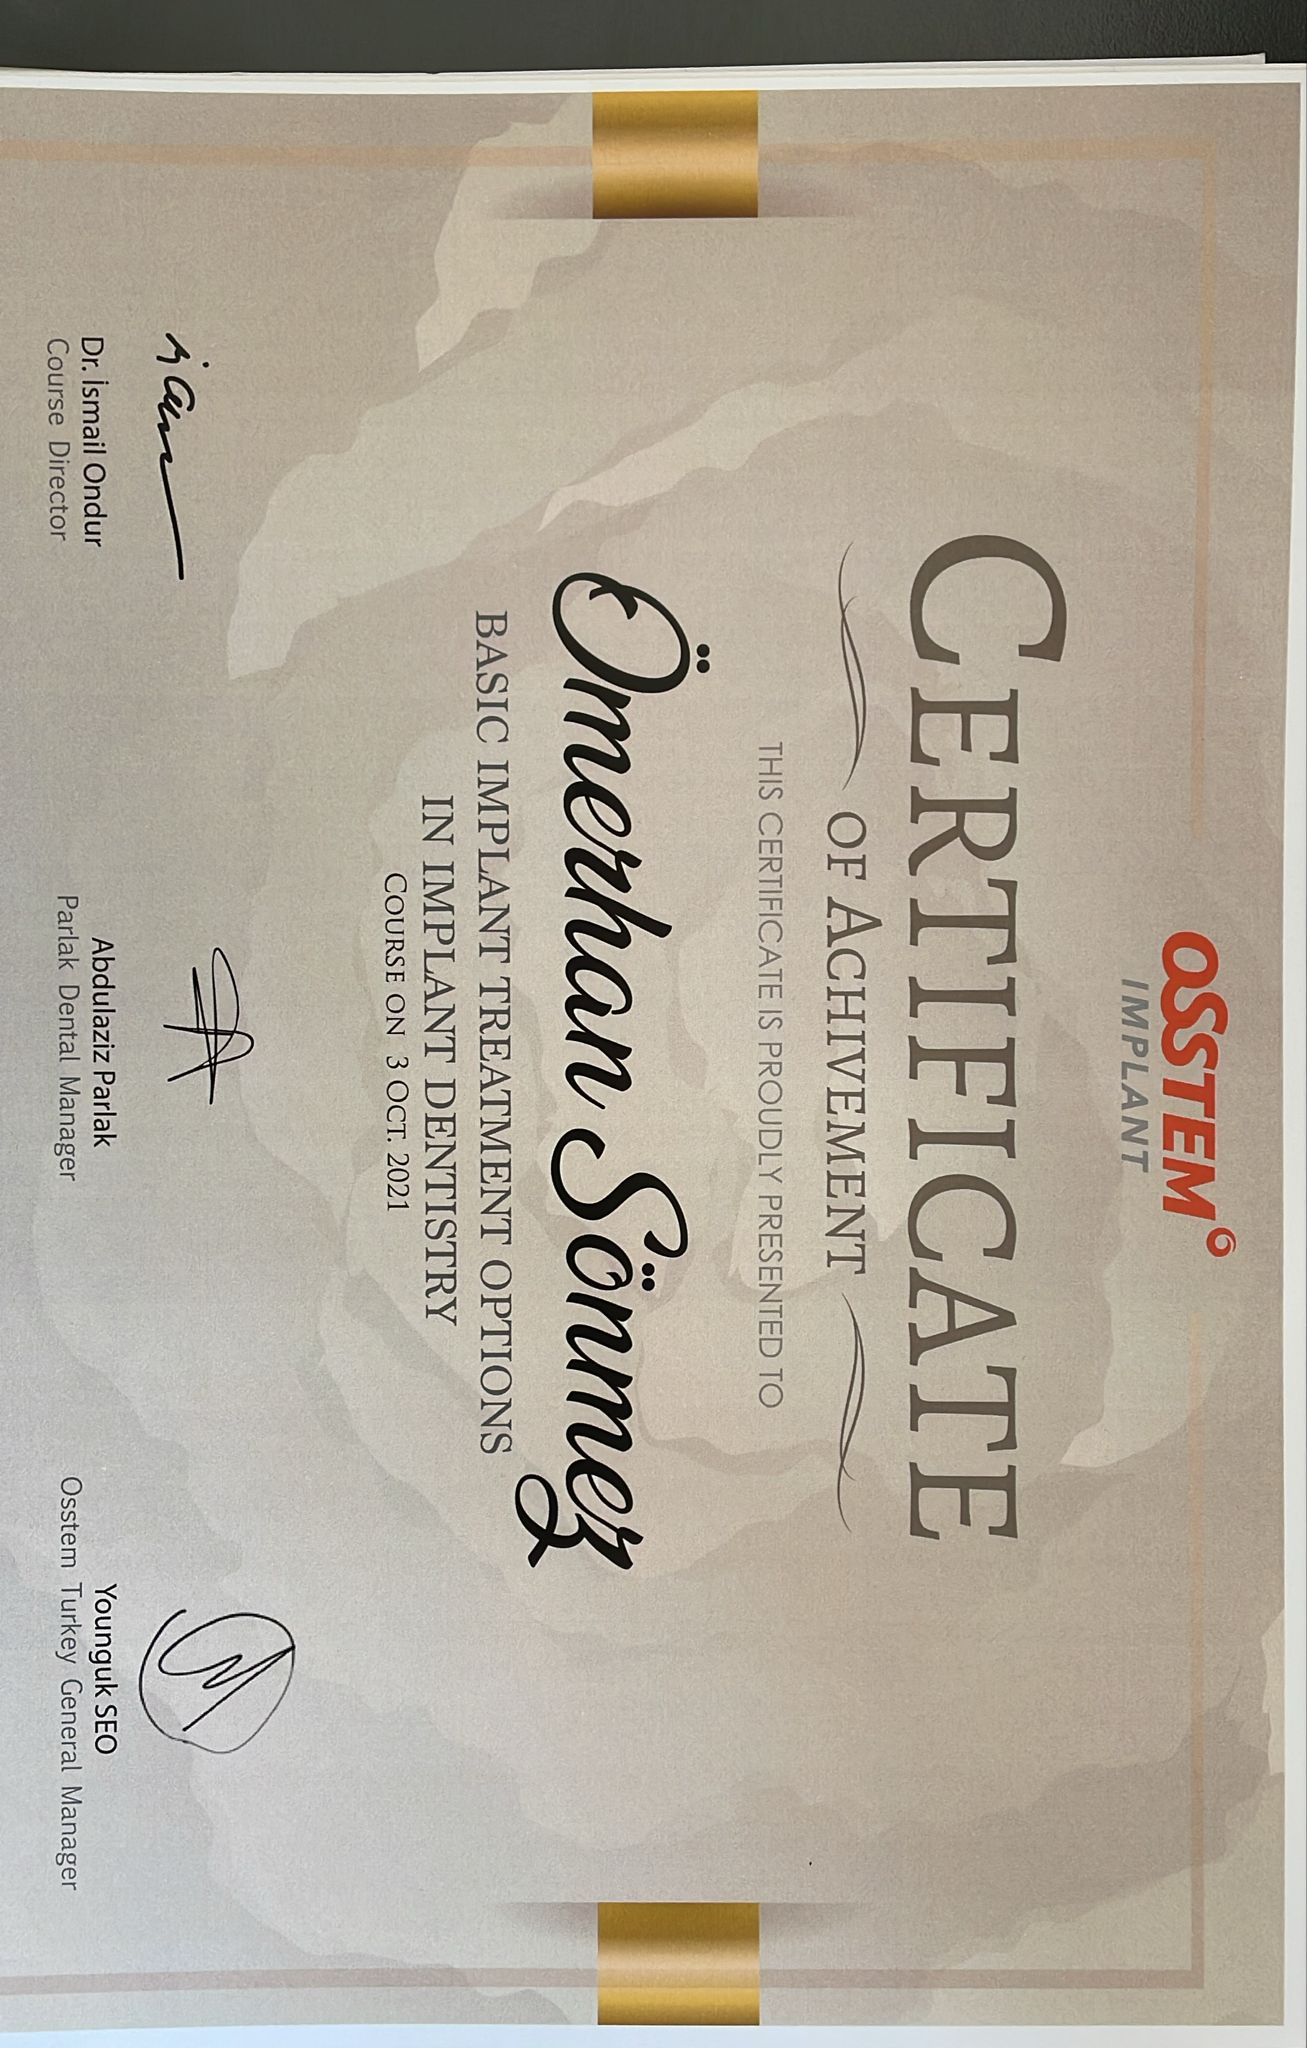 OSSTEM
IMPLANT
CERTIFICATE
OF ACHIVEMENT
THIS CERTIFICATE IS PROUDLY PRESENTED TO
Ömerhan Sönmez
BASIC IMPLANT TREATMENT OPTIONS
IN IMPLANT DENTISTRY
COURSE ON 3 OCT. 2021
Dr. İsmail Ondur
Course Director
Abdulaziz Parlak
Parlak Dental Manager
Younguk SEO
Osstem Turkey General Manager